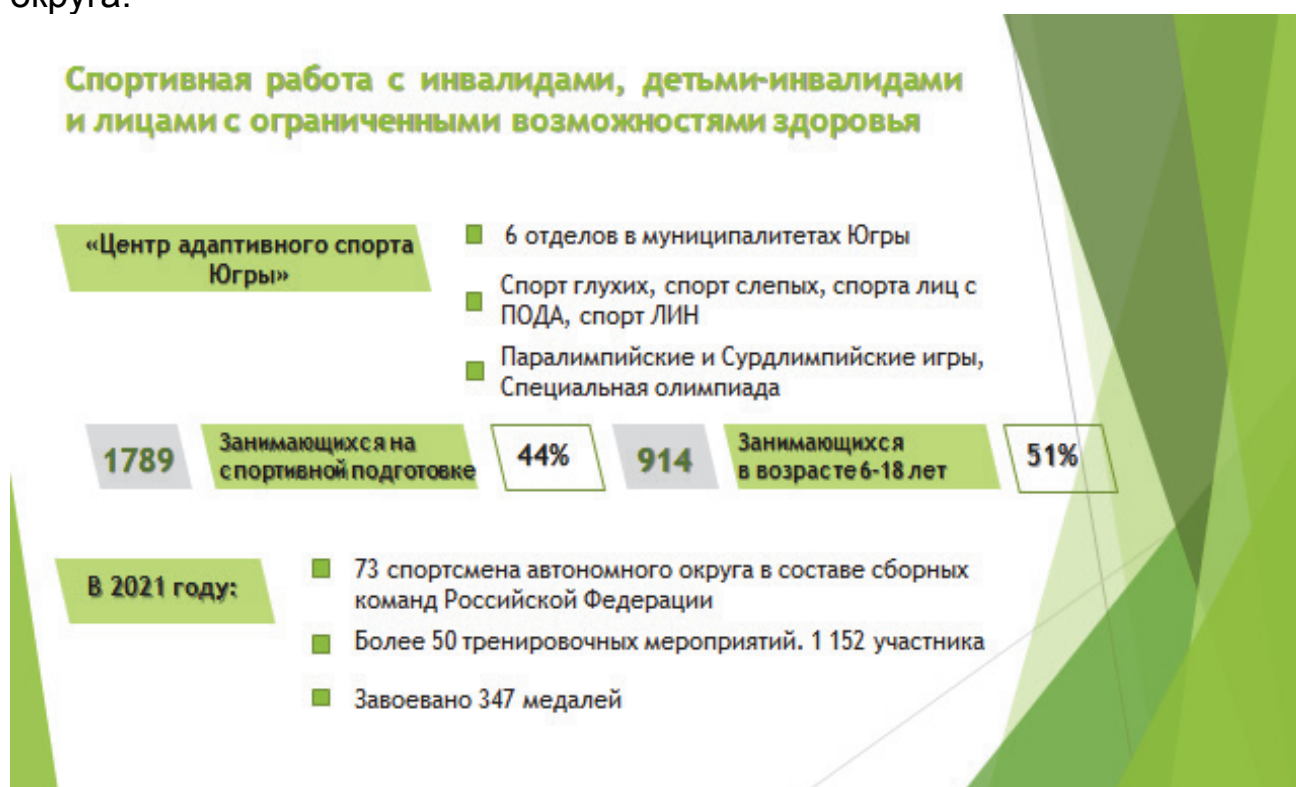 округа.
Спортивная работа с инвалидами, детьми-инвалидами
и лицами с ограниченными возможностями здоровья
«Центр адаптивного спорта
Югры»
6 отделов в муниципалитетах Югры
Спорт глухих, спорт слепых, спорта лиц с
ПОДА, спорт ЛИН
Паралимпийские и Сурдлимпийские игры,
Специальная олимпиада
1789
Занимающихся на
спортивной подготовке
44%
914
Занимающихся
в возрасте 6-18 лет
51%
В 2021 году:
73 спортсмена автономного округа в составе сборных
команд Российской Федерации
Более 50 тренировочных мероприятий. 1 152 участника
Завоевано 347 медалей